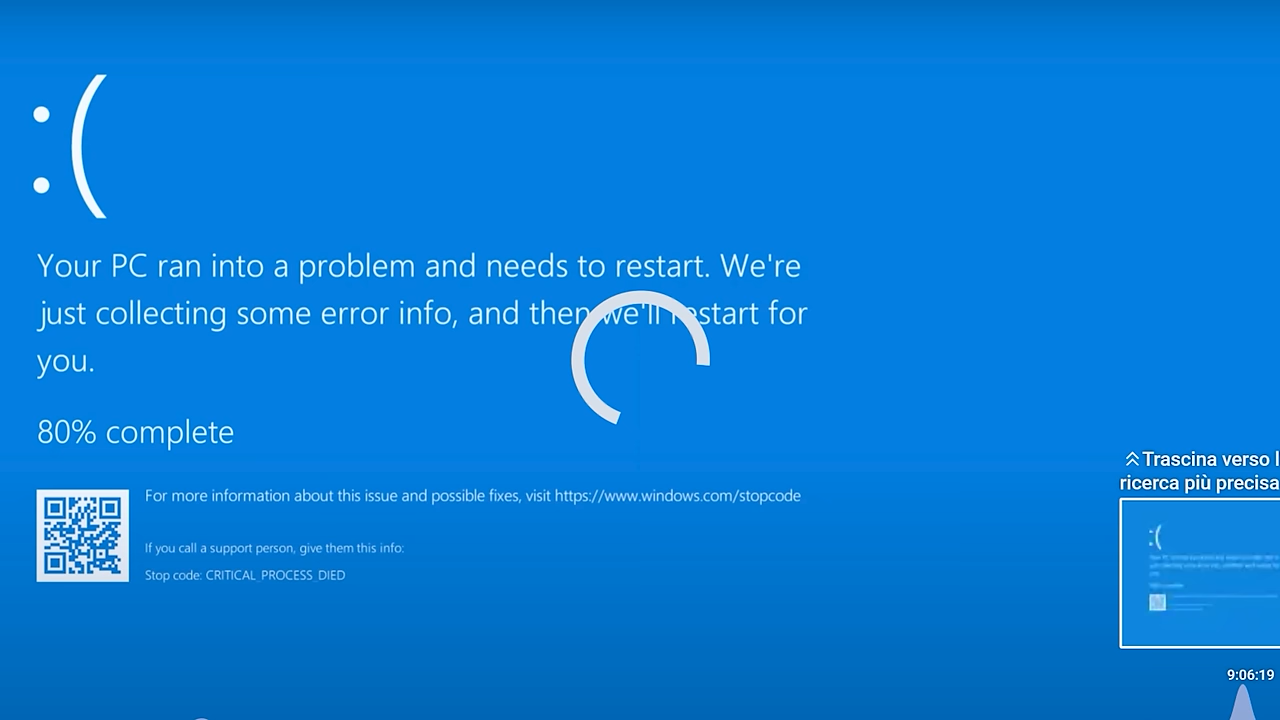 :(
Your PC ran into a problem and needs to restart. We're
just collecting some error info, and then we'll restart for
you.
80% complete
For more information about this issue and possible fixes, visit https://www.windows.com/stopcode
If you call a support person, give them this info:
Stop code: CRITICAL_PROCESS_DIED
Trascina verso l
ricerca più precisa
9:06:19